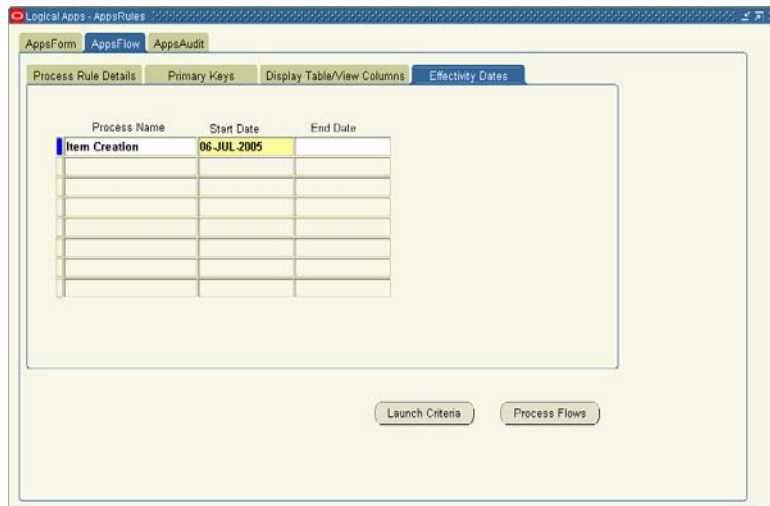 Logical Apps - AppsRules
AppsForm AppsFlow AppsAudit
Process Rule Details Primary Keys Display Table/View Columns Effectivity Dates
Process Name Start Date End Date
Item Creation 06-JUL-2005
Launch Criteria Process Flows